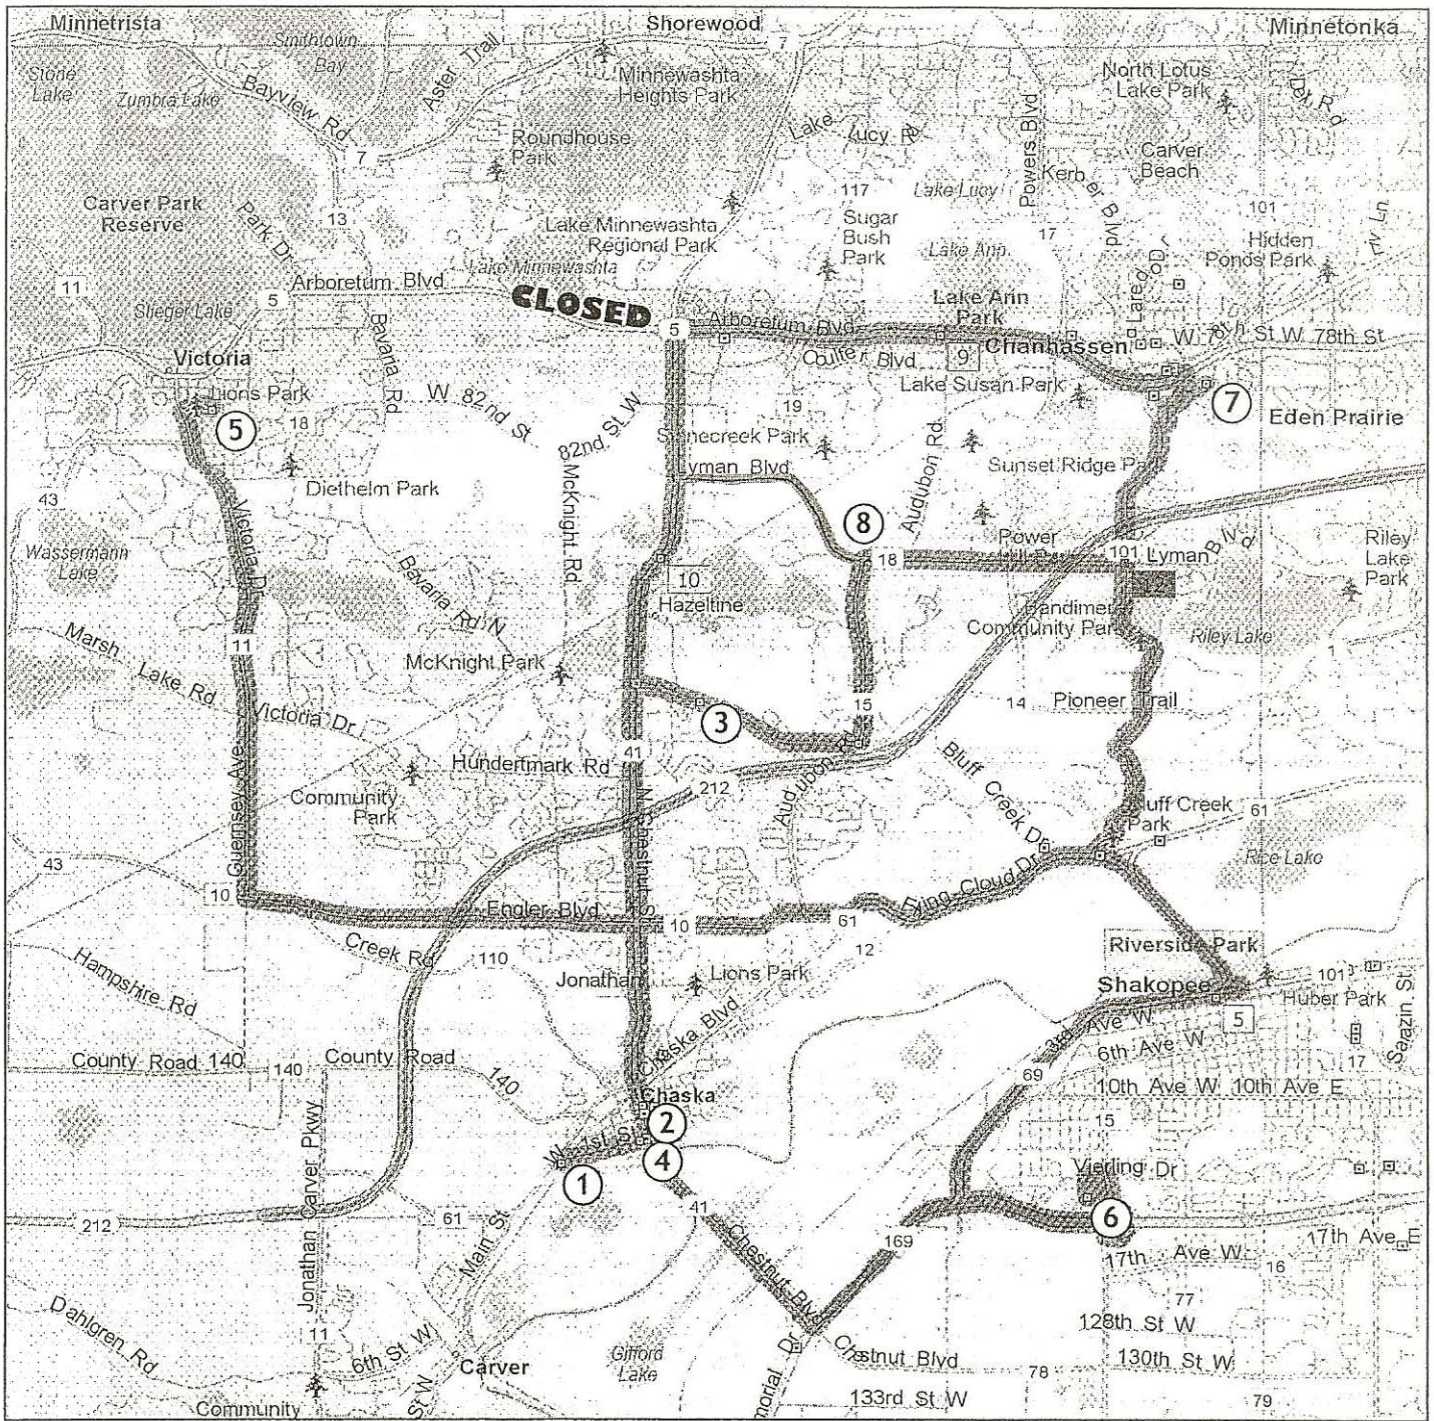 Minnetrista
Shorewood
Minnetonka
Smithtown
Bay
Aster Trail
7
Stone
Lake
Zumbra Lake
Bayview Rd
Minnewashta
Heights Park
North Lotus
Lake Park
Roundhouse
Park
Lake Lucy Rd
Powers Blvd
Carver
Beach
7
Kerber Blvd
117
Lake Lucy
Carver Park
Reserve
Park Dr
13
Lake Minnewashta
Regional Park
Sugar
Bush
Park
17
101
Hidden
Ponds Park
Lake Ann
11
Arboretum Blvd
Lake Minnewashta
5
CLOSED
Lake Ann
Park
Stieger Lake
Bavaria Rd
5
Arboretum Blvd
Coulter Blvd
9
Chanhassen
W 78th St
W 78th St
Victoria
Lions Park
W 82nd St
82nd St W
Lake Susan Park
7
Eden Prairie
5
18
19
Stonecreek Park
Lyman Blvd
Audubon Rd
Sunset Ridge Park
Diethelm Park
43
Victoria Dr
McKnight Rd
8
Wassermann
Lake
18
Power
101
Lyman Blvd
Riley
Lake
Park
Bavaria Rd N
10
Hazeltine
Bandimere
Community Park
Riley Lake
1
Marsh Lake Rd
11
McKnight Park
Victoria Dr
3
15
14
Pioneer Trail
Guernsey Ave
Hundertmark Rd
41
Audubon Rd
212
Bluff Creek Dr
Community
Park
N Chestnut S
Bluff Creek
Park
61
Rice Lake
43
10
Engler Blvd
10
61
Flying Cloud Dr
Creek Rd
110
12
Riverside Park
Hampshire Rd
Jonathan
Lions Park
Shakopee
101
Huber Park
Chaska Blvd
5
3rd Ave W
6th Ave W
17
County Road 140
140
County Road
140
69
10th Ave W
10th Ave E
Chaska
2
15
W 1st St
4
1
Vierling Dr
Jonathan Carver Pkwy
212
61
41
6
Main St
Chestnut Blvd
169
17th Ave W
17th Ave E
16
77
128th St W
Dahlgren Rd
11
6th St W
Carver
Gifford
Lake
Chestnut Blvd
78
130th St W
133rd St W
79
Community
St W